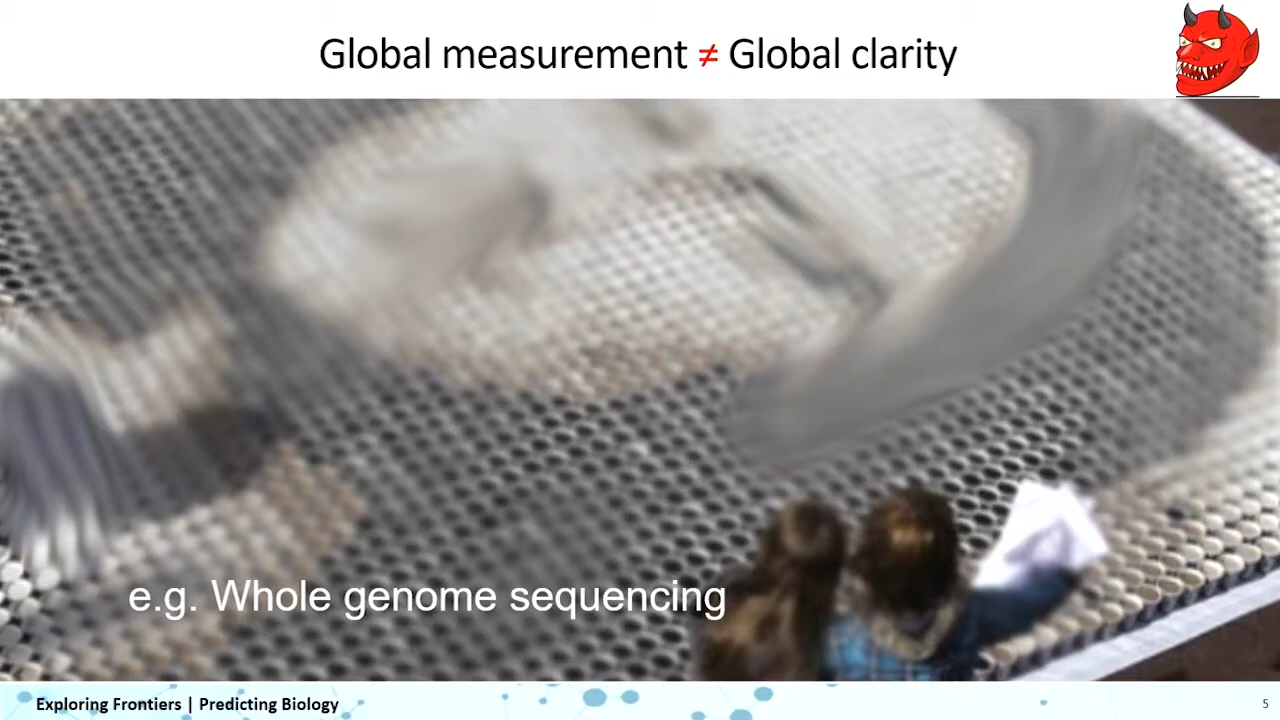 Global measurement ≠ Global clarity
e.g. Whole genome sequencing
Exploring Frontiers | Predicting Biology
5